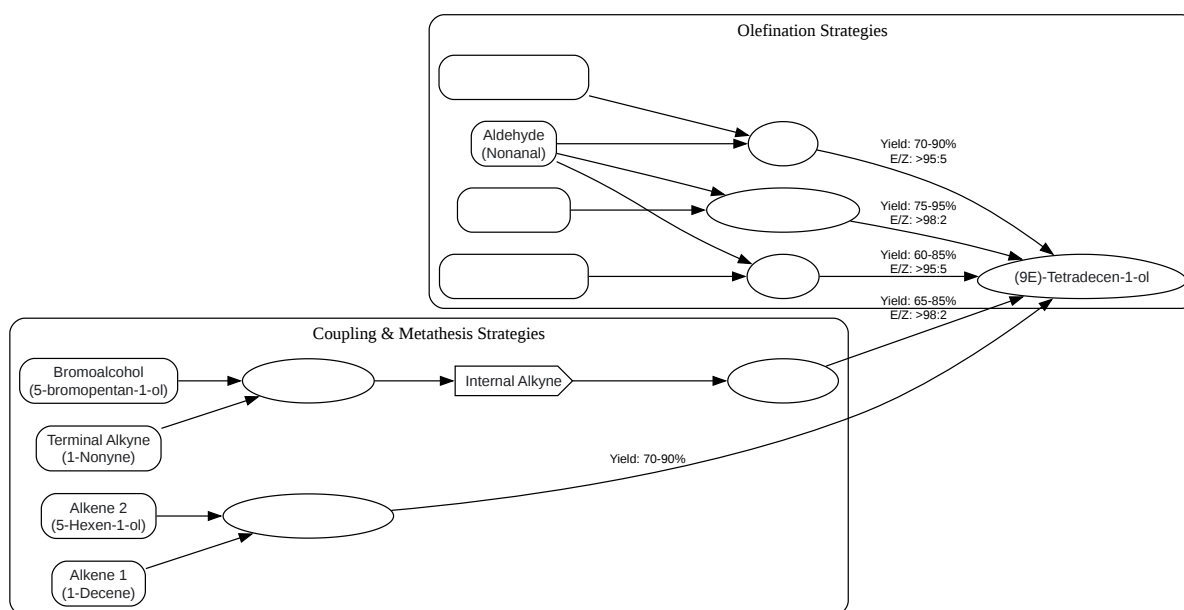 Olefination Strategies
Aldehyde
(Nonanal)
Yield: 70-90%
E/Z: >95:5
Yield: 75-95%
E/Z: >98:2
Yield: 60-85%
E/Z: >95:5
(9E)-Tetradecen-1-ol
Yield: 65-85%
E/Z: >98:2
Coupling & Metathesis Strategies
Bromoalcohol
(5-bromopentan-1-ol)
Internal Alkyne
Terminal Alkyne
(1-Nonyne)
Yield: 70-90%
Alkene 2
(5-Hexen-1-ol)
Alkene 1
(1-Decene)